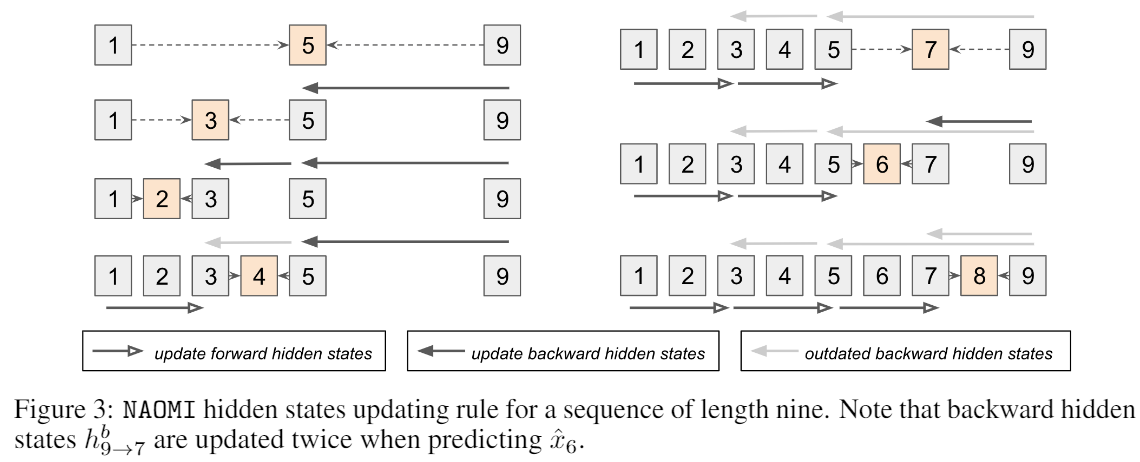 1 5 9
1 3 5 9
1 2 3 5 9
1 2 3 4 5 9
1 2 3 4 5 7 9
1 2 3 4 5 6 7 9
1 2 3 4 5 6 7 8 9
update forward hidden states
update backward hidden states
outdated backward hidden states
Figure 3: NAOMI hidden states updating rule for a sequence of length nine. Note that backward hidden
states $h^b_{9\to7}$ are updated twice when predicting $\hat{x}_6$.